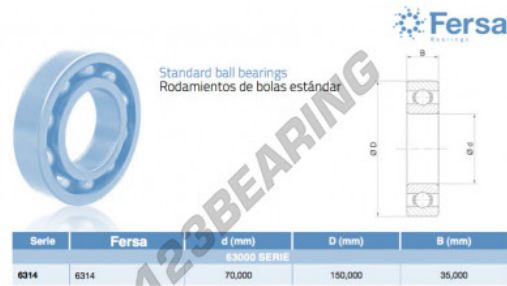 Fersa
Bearings
Standard ball bearings
Rodamientos de bolas estándar
B
Ø D
Ø d
123BEARING
Serie Fersa d (mm) D (mm) B (mm)
63000 SERIE
6314 6314 70,000 150,000 35,000